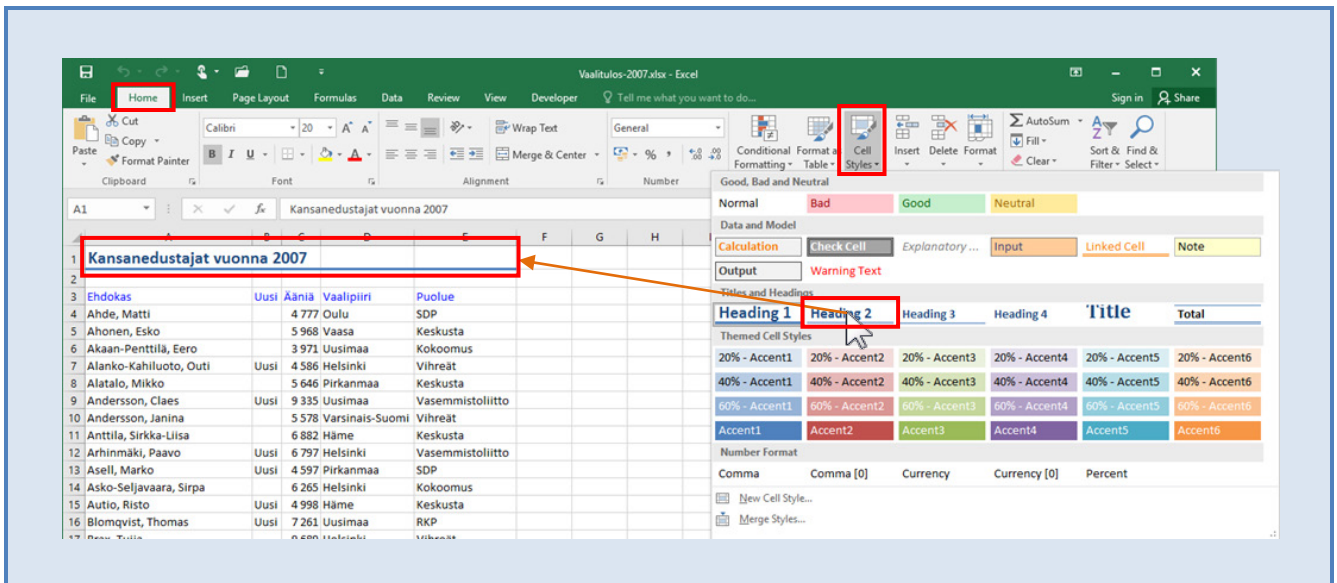 Vaalitulos-2007.xlsx - Excel
File Home Insert Page Layout Formulas Data Review View Developer Tell me what you want to do... Sign in Share
Paste
Cut
Copy
Format Painter
Clipboard
Calibri 20
B I U
Font
Wrap Text
Merge & Center
Alignment
General
%
Number
Conditional Formatting
Format as Table
Cell Styles
Insert Delete Format
AutoSum
Fill
Clear
Sort & Filter
Find & Select
A1 fx Kansanedustajat vuonna 2007
F G H
1 Kansanedustajat vuonna 2007
2
3 Ehdokas Uusi Ääniä Vaalipiiri Puolue
4 Ahde, Matti 4 777 Oulu SDP
5 Ahonen, Esko 5 968 Vaasa Keskusta
6 Akaan-Penttilä, Eero 3 971 Uusimaa Kokoomus
7 Alanko-Kahiluoto, Outi Uusi 4 586 Helsinki Vihreät
8 Alatalo, Mikko 5 646 Pirkanmaa Keskusta
9 Andersson, Claes Uusi 9 335 Uusimaa Vasemmistoliitto
10 Andersson, Janina 5 578 Varsinais-Suomi Vihreät
11 Anttila, Sirkka-Liisa 6 882 Häme Keskusta
12 Arhinmäki, Paavo Uusi 6 797 Helsinki Vasemmistoliitto
13 Asell, Marko Uusi 4 597 Pirkanmaa SDP
14 Asko-Seljavaara, Sirpa 6 265 Helsinki Kokoomus
15 Autio, Risto Uusi 4 998 Häme Keskusta
16 Blomqvist, Thomas Uusi 7 261 Uusimaa RKP
Good, Bad and Neutral
Normal Bad Good Neutral
Data and Model
Calculation Check Cell Explanatory ... Input Linked Cell Note
Output Warning Text
Titles and Headings
Heading 1 Heading 2 Heading 3 Heading 4 Title Total
Themed Cell Styles
20% - Accent1 20% - Accent2 20% - Accent3 20% - Accent4 20% - Accent5 20% - Accent6
40% - Accent1 40% - Accent2 40% - Accent3 40% - Accent4 40% - Accent5 40% - Accent6
60% - Accent1 60% - Accent2 60% - Accent3 60% - Accent4 60% - Accent5 60% - Accent6
Accent1 Accent2 Accent3 Accent4 Accent5 Accent6
Number Format
Comma Comma [0] Currency Currency [0] Percent
New Cell Style...
Merge Styles...